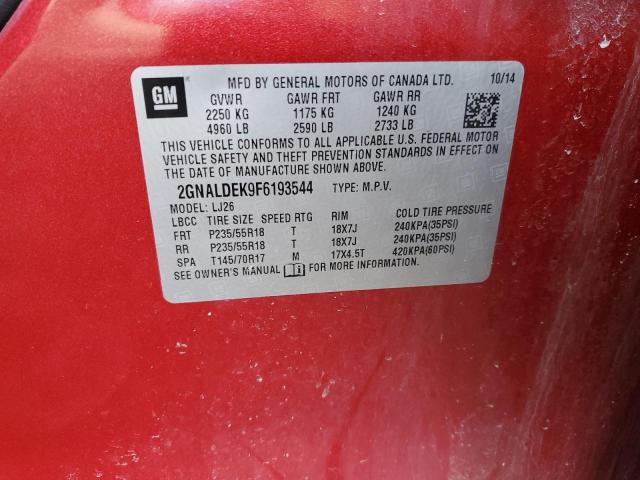 GM
MFD BY GENERAL MOTORS OF CANADA LTD. 10/14
GVWR GAWR FRT GAWR RR
2250 KG 1175 KG 1240 KG
4960 LB 2590 LB 2733 LB
THIS VEHICLE CONFORMS TO ALL APPLICABLE U.S. FEDERAL MOTOR
VEHICLE SAFETY AND THEFT PREVENTION STANDARDS IN EFFECT ON
THE DATE OF MANUFACTURE SHOWN ABOVE.
2GNALDEK9F6193544 TYPE: M.P.V.
MODEL: LJ26
LBCC TIRE SIZE SPEED RTG RIM COLD TIRE PRESSURE
FRT P235/55R18 T 18X7J 240KPA(35PSI)
RR P235/55R18 T 18X7J 240KPA(35PSI)
SPA T145/70R17 M 17X4.5T 420KPA(60PSI)
SEE OWNER'S MANUAL FOR MORE INFORMATION.